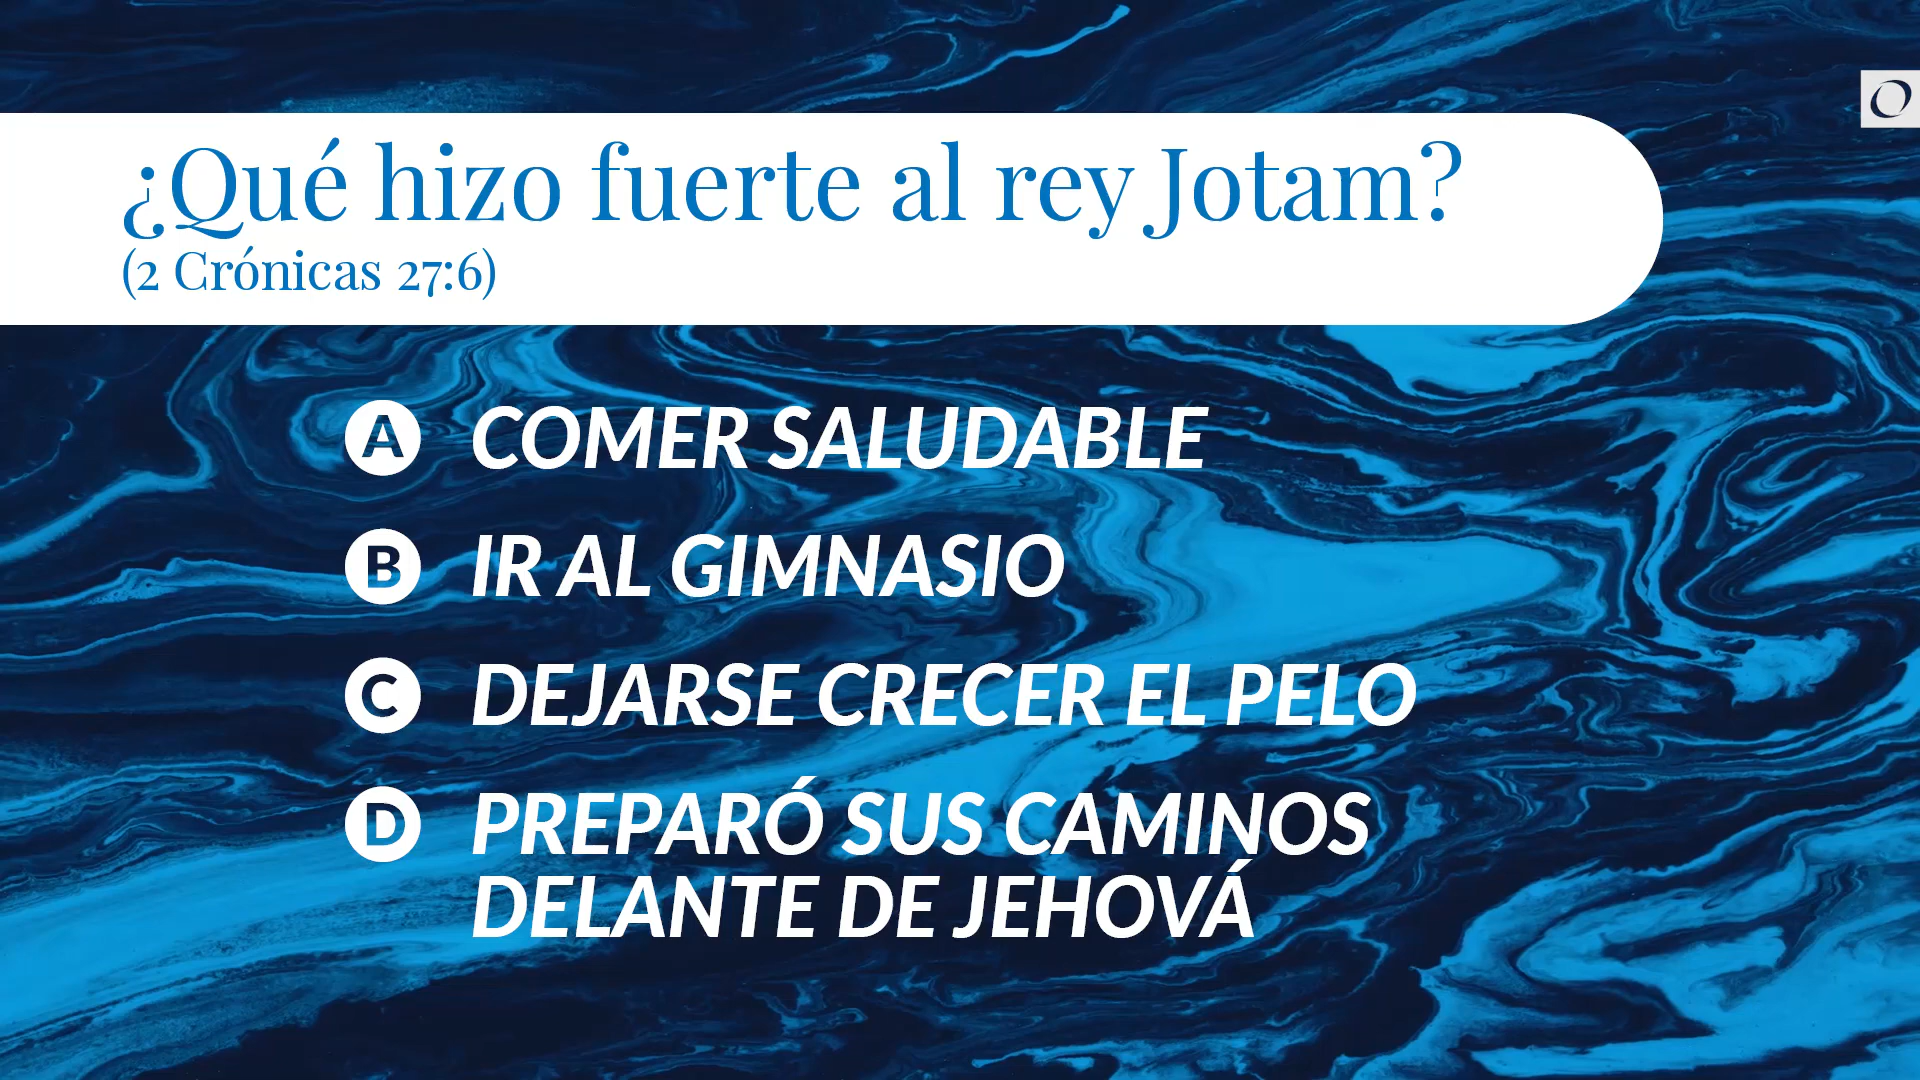 ¿Qué hizo fuerte al rey Jotam?
(2 Crónicas 27:6)
A COMER SALUDABLE
B IR AL GIMNASIO
C DEJARSE CRECER EL PELO
D PREPARÓ SUS CAMINOS
DELANTE DE JEHOVÁ